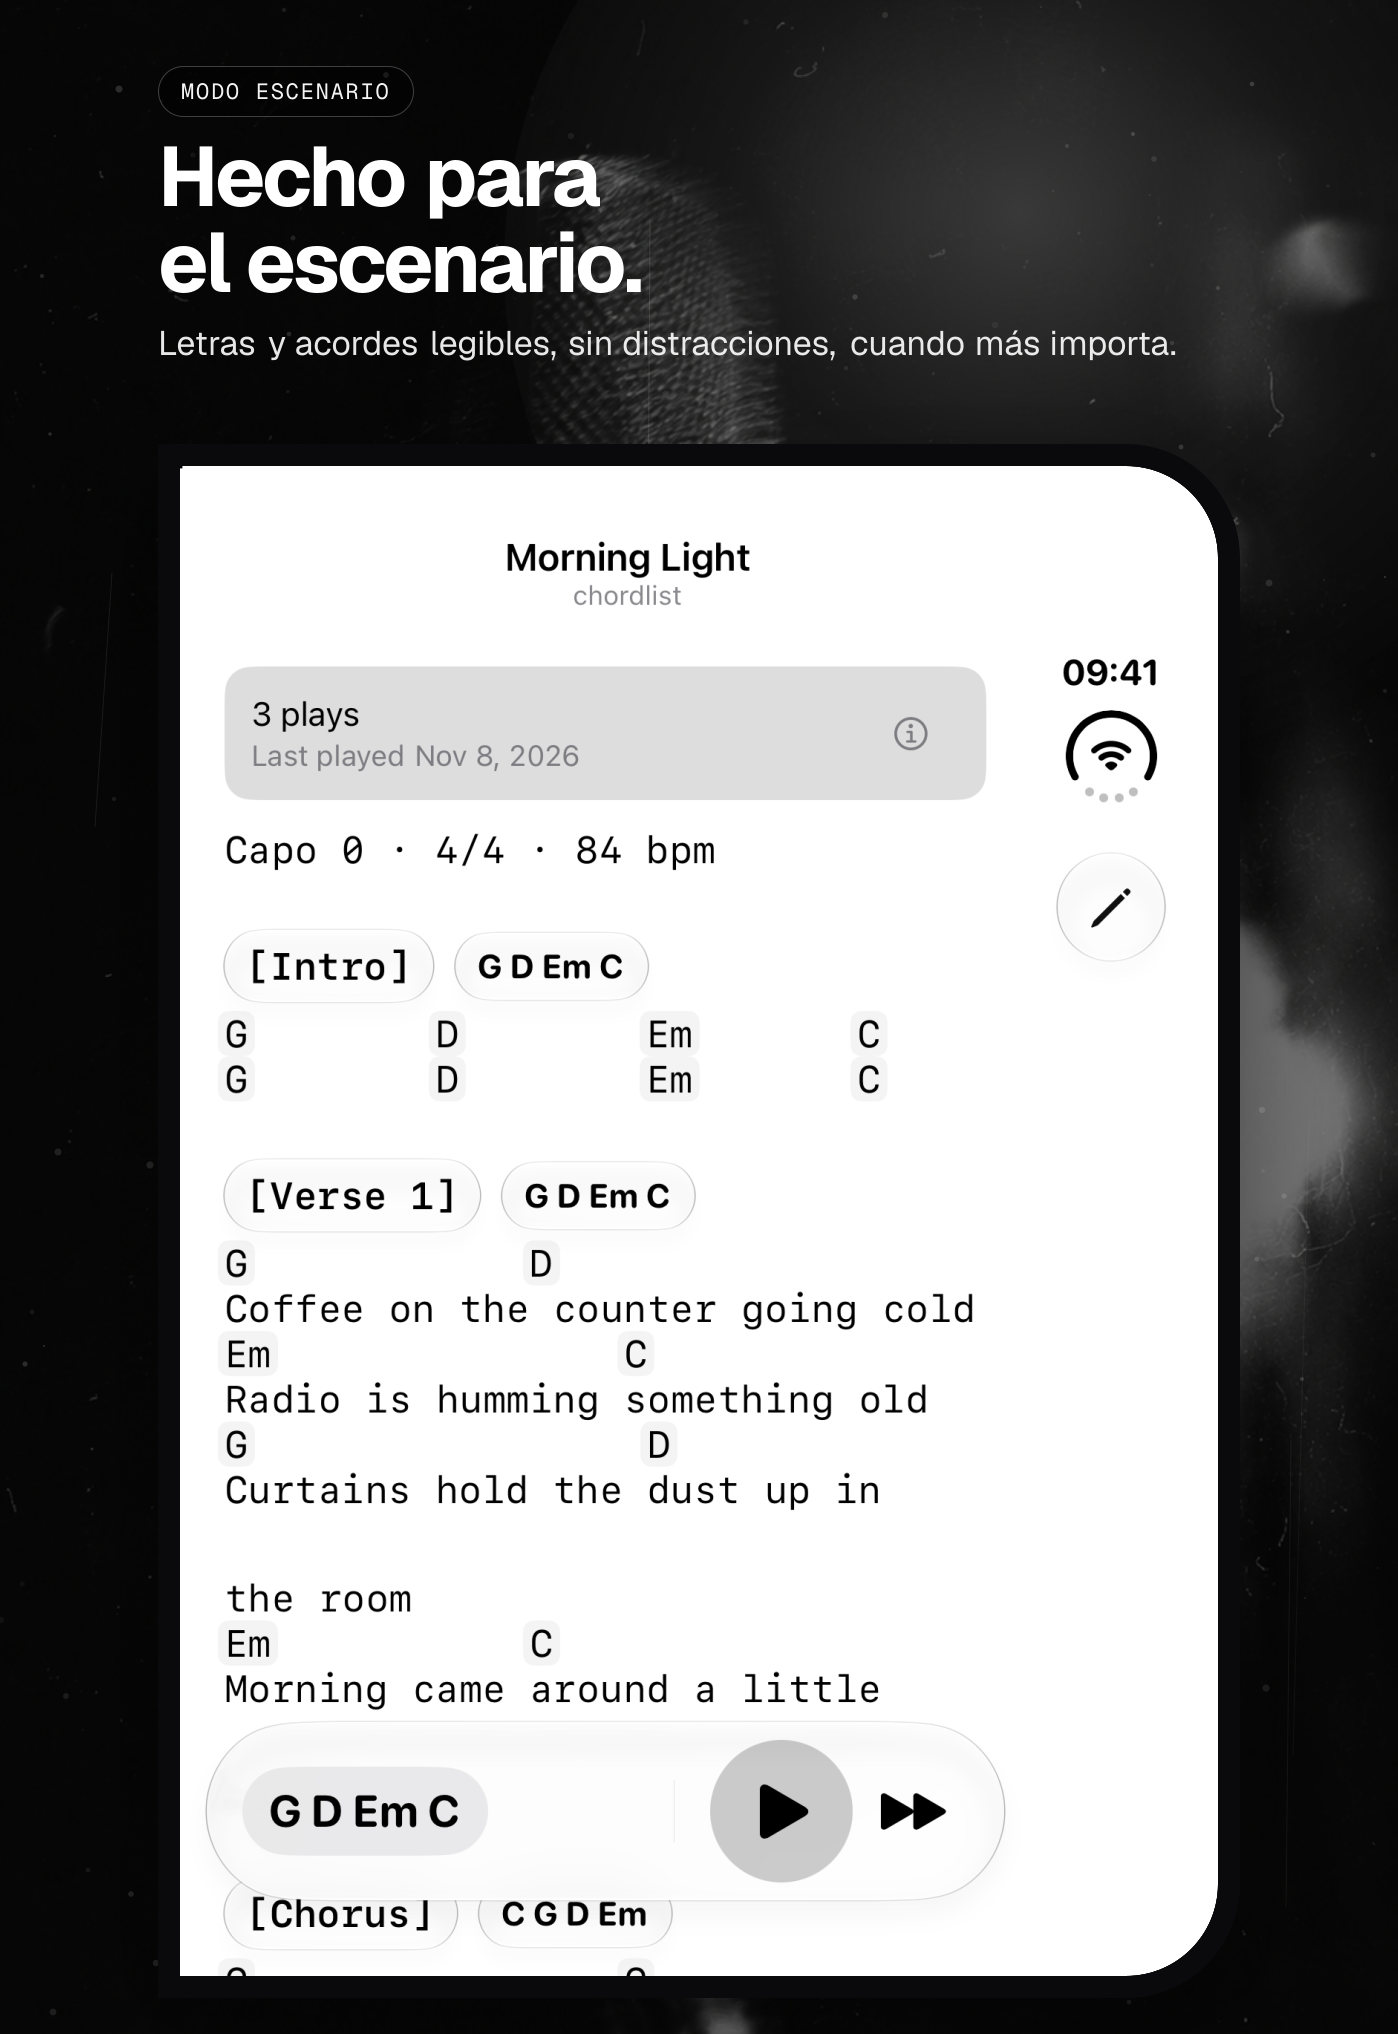 MODO ESCENARIO
Hecho para
el escenario.
Letras y acordes legibles, sin distracciones, cuando más importa.
Morning Light
chordlist
09:41
3 plays
Last played Nov 8, 2026
Capo 0 · 4/4 · 84 bpm
[Intro] G D Em C
G D Em C
G D Em C
[Verse 1] G D Em C
G D
Coffee on the counter going cold
Em C
Radio is humming something old
G D
Curtains hold the dust up in
the room
Em C
Morning came around a little
G D Em C
[Chorus] C G D Em